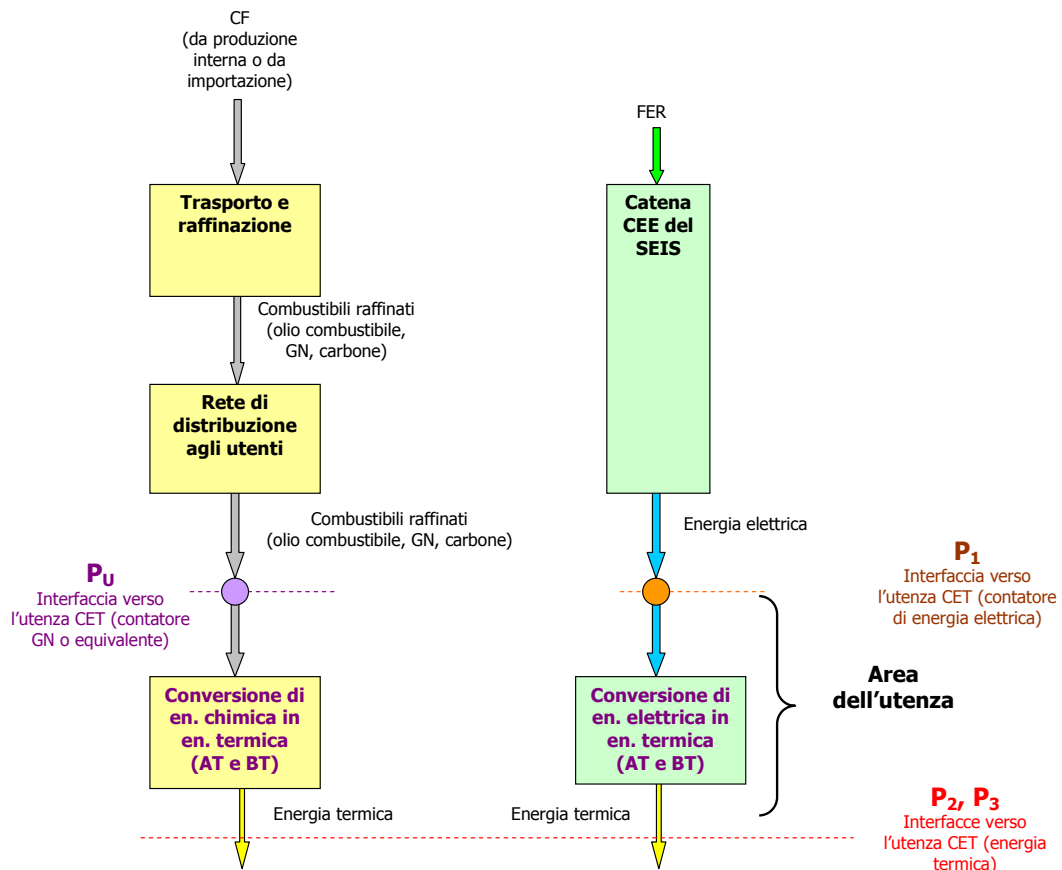 CF
(da produzione
interna o da
importazione)
FER
Trasporto e
raffinazione
Catena
CEE del
SEIS
Combustibili raffinati
(olio combustibile,
GN, carbone)
Rete di
distribuzione
agli utenti
Combustibili raffinati
(olio combustibile, GN, carbone)
Energia elettrica
PU
Interfaccia verso
l'utenza CET (contatore
GN o equivalente)
P1
Interfaccia verso
l'utenza CET (contatore
di energia elettrica)
Conversione di
en. chimica in
en. termica
(AT e BT)
Conversione di
en. elettrica in
en. termica
(AT e BT)
Area
dell'utenza
Energia termica
Energia termica
P2, P3
Interfacce verso
l'utenza CET (energia
termica)